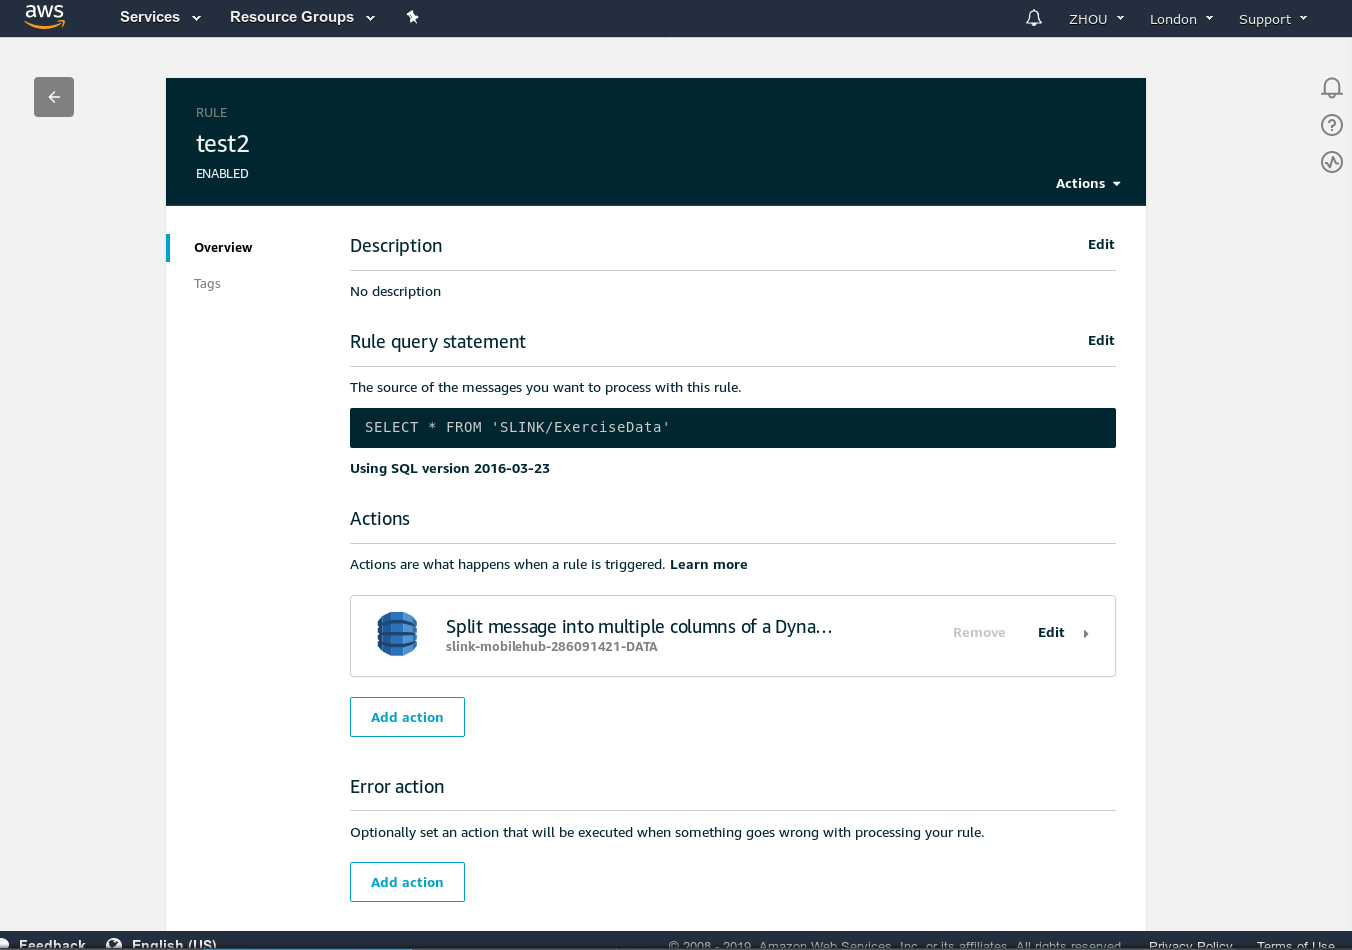 aws Services Resource Groups ZHOU London Support
RULE
test2
ENABLED
Actions
Overview
Tags
Description Edit
No description
Rule query statement Edit
The source of the messages you want to process with this rule.
SELECT * FROM 'SLINK/ExerciseData'
Using SQL version 2016-03-23
Actions
Actions are what happens when a rule is triggered. Learn more
Split message into multiple columns of a Dyna... Remove Edit
slink-mobilehub-286091421-DATA
Add action
Error action
Optionally set an action that will be executed when something goes wrong with processing your rule.
Add action
Feedback English (US) © 2008 - 2019, Amazon Web Services, Inc. or its affiliates. All rights reserved. Privacy Policy Terms of Use